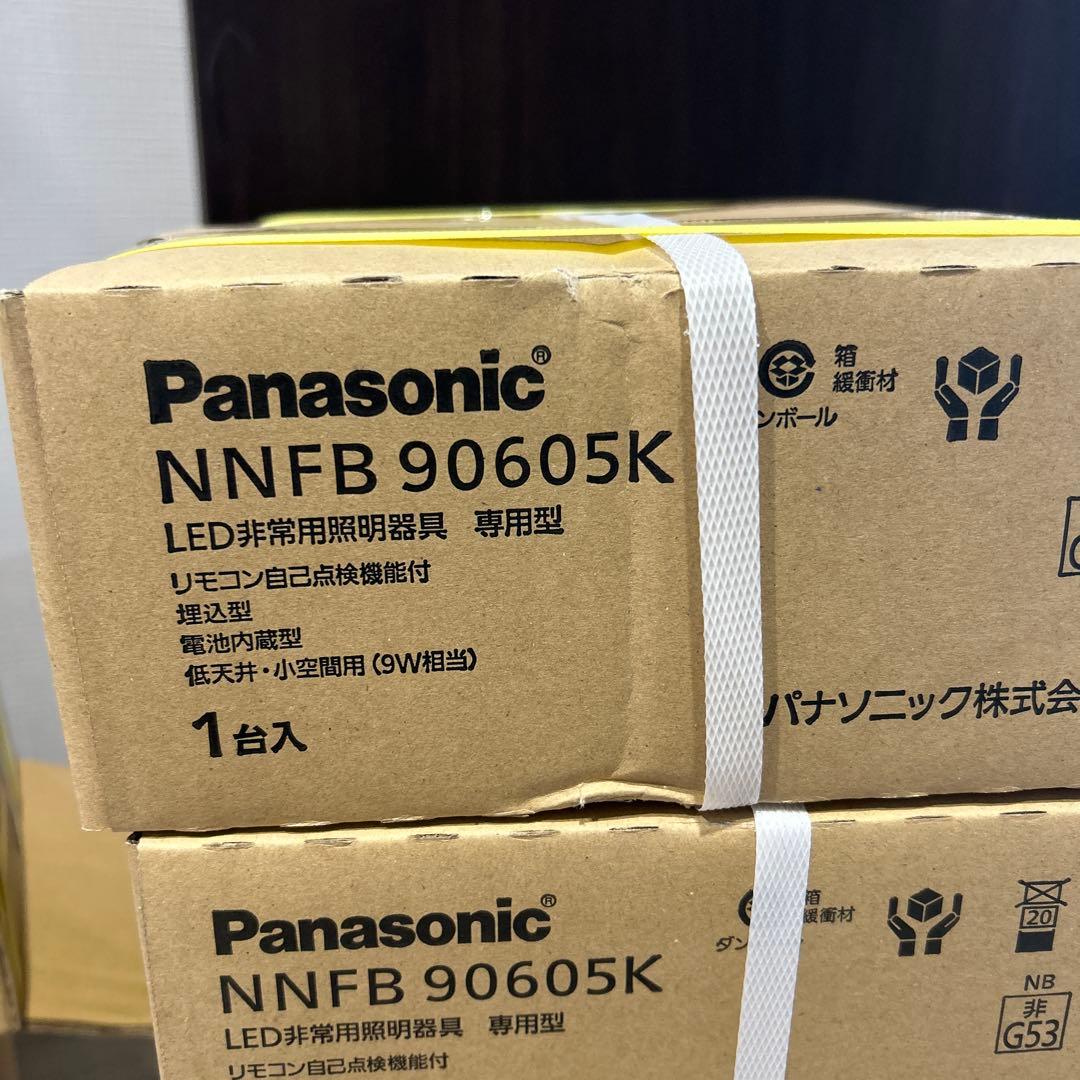 Panasonic®
NNFB 90605K
LED非常用照明器具 専用型
リモコン自己点検機能付
埋込型
電池内蔵型
低天井・小空間用(9W相当)
1台入
箱
緩衝材
ンボール
パナソニック株式会
Panasonic®
NNFB 90605K
LED非常用照明器具 専用型
リモコン自己点検機能付
箱
緩衝材
ダン
20
NB
非
G53